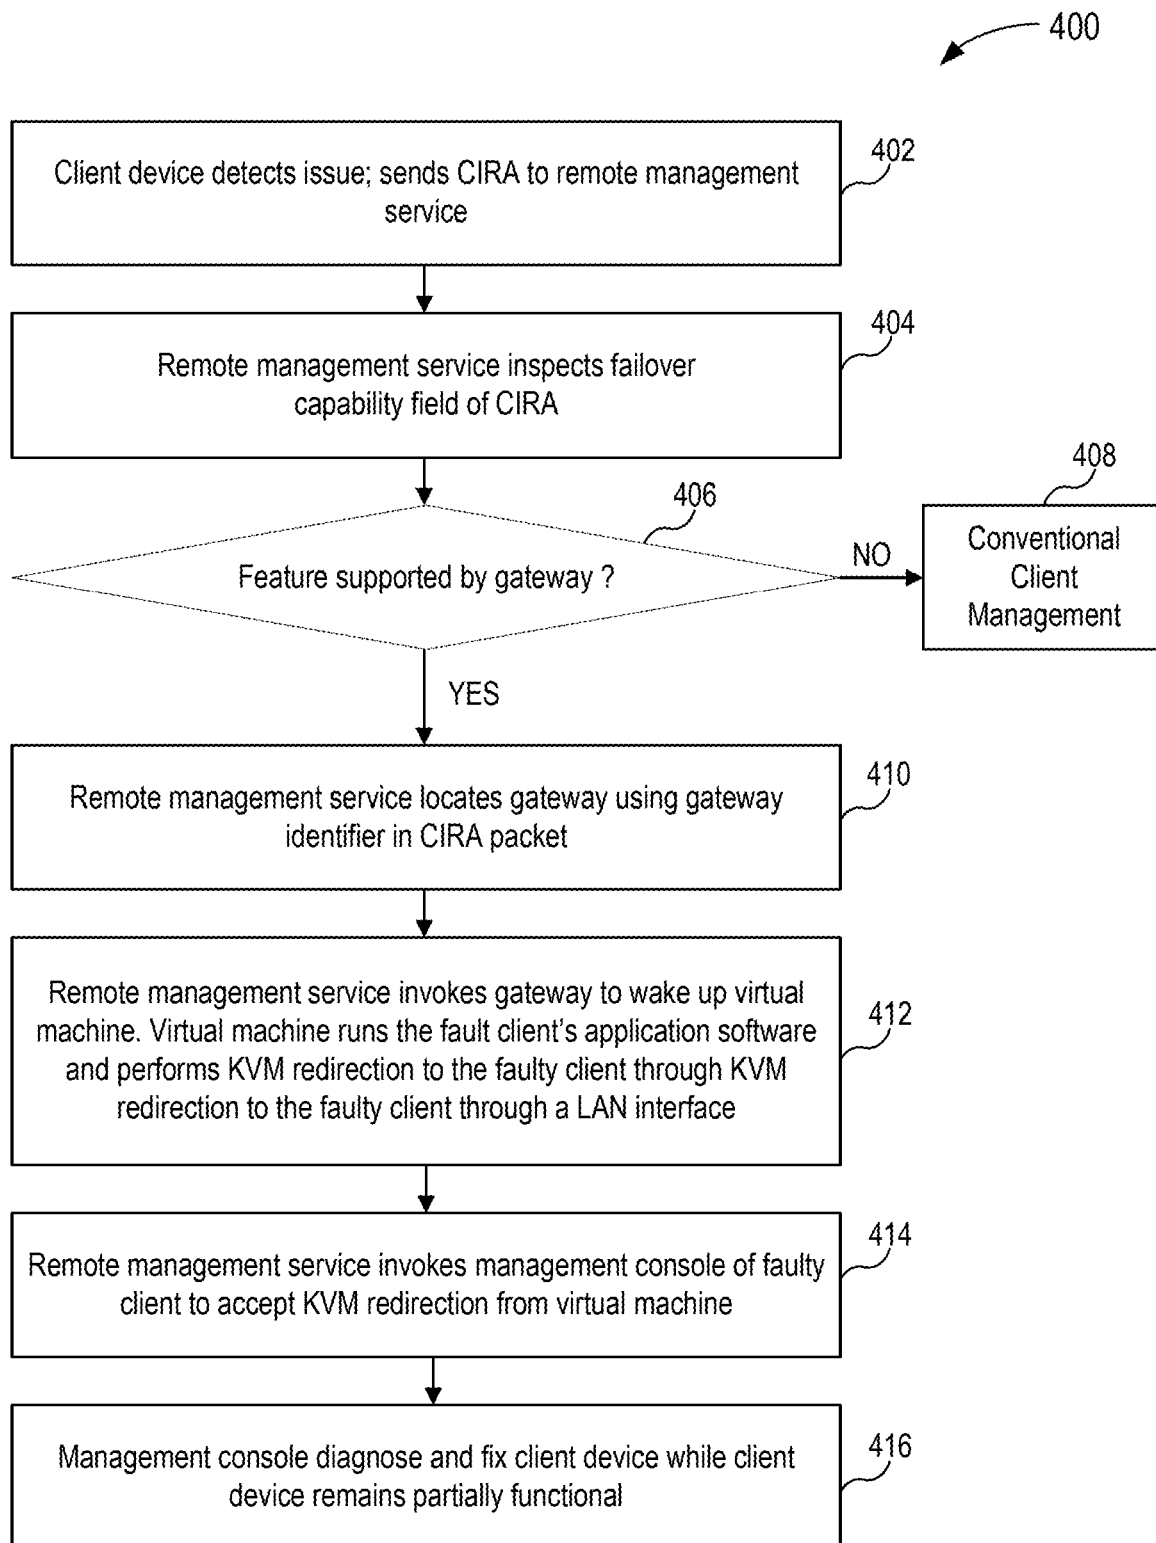 400
Client device detects issue; sends CIRA to remote management
service
402
Remote management service inspects failover
capability field of CIRA
404
Feature supported by gateway ?
406
NO
408
Conventional
Client
Management
YES
Remote management service locates gateway using gateway
identifier in CIRA packet
410
Remote management service invokes gateway to wake up virtual
machine. Virtual machine runs the fault client's application software
and performs KVM redirection to the faulty client through KVM
redirection to the faulty client through a LAN interface
412
Remote management service invokes management console of faulty
client to accept KVM redirection from virtual machine
414
Management console diagnose and fix client device while client
device remains partially functional
416